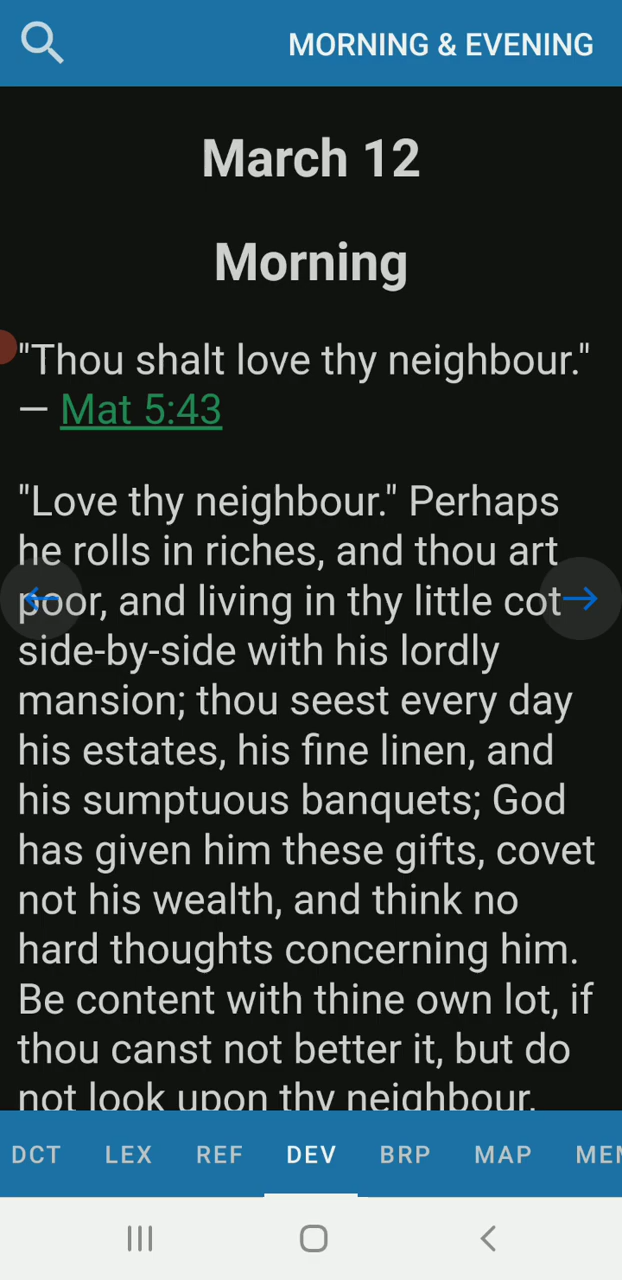 MORNING & EVENING
March 12
Morning
"Thou shalt love thy neighbour."
— Mat 5:43
"Love thy neighbour." Perhaps
he rolls in riches, and thou art
poor, and living in thy little cot
side-by-side with his lordly
mansion; thou seest every day
his estates, his fine linen, and
his sumptuous banquets; God
has given him these gifts, covet
not his wealth, and think no
hard thoughts concerning him.
Be content with thine own lot, if
thou canst not better it, but do
not look upon thy neighbour,
DCT LEX REF DEV BRP MAP